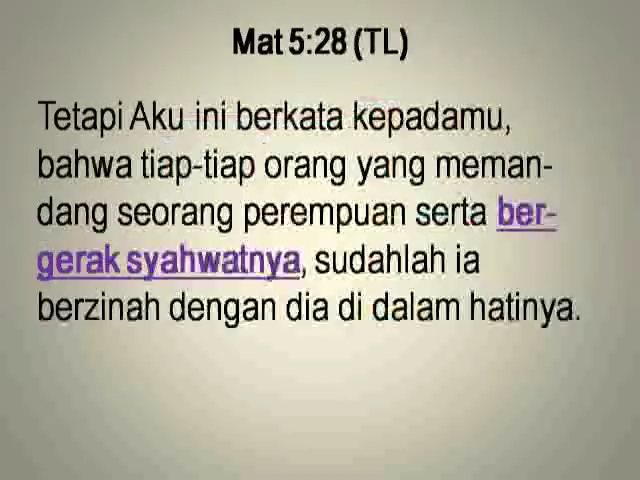 Mat 5:28 (TL)
Tetapi Aku ini berkata kepadamu,
bahwa tiap-tiap orang yang meman-
dang seorang perempuan serta ber-
gerak syahwatnya, sudahlah ia
berzinah dengan dia di dalam hatinya.